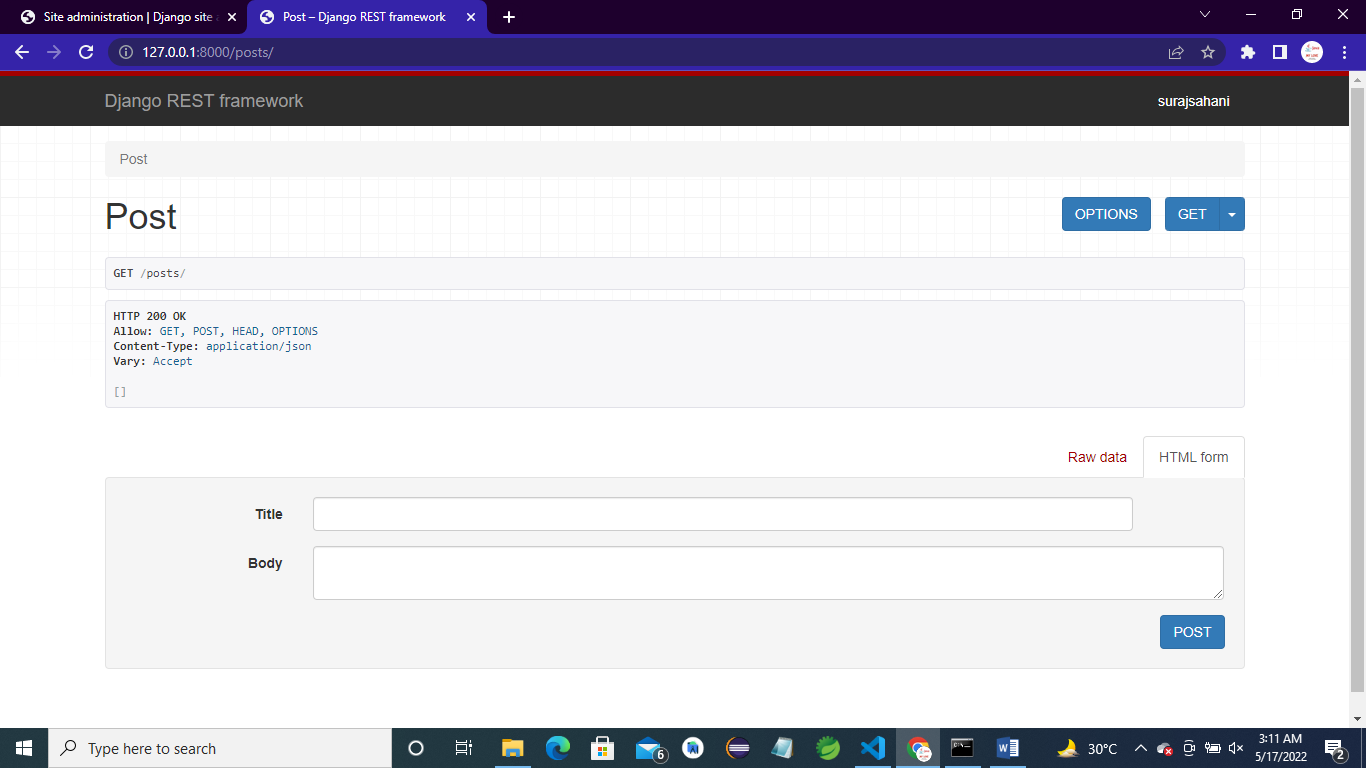 Site administration | Django site a
Post – Django REST framework
127.0.0.1:8000/posts/
Django REST framework
surajsahani
Post
Post
OPTIONS
GET
GET /posts/
HTTP 200 OK
Allow: GET, POST, HEAD, OPTIONS
Content-Type: application/json
Vary: Accept
[]
Raw data
HTML form
Title
Body
POST
Type here to search
6
30°C
3:11 AM
5/17/2022
2